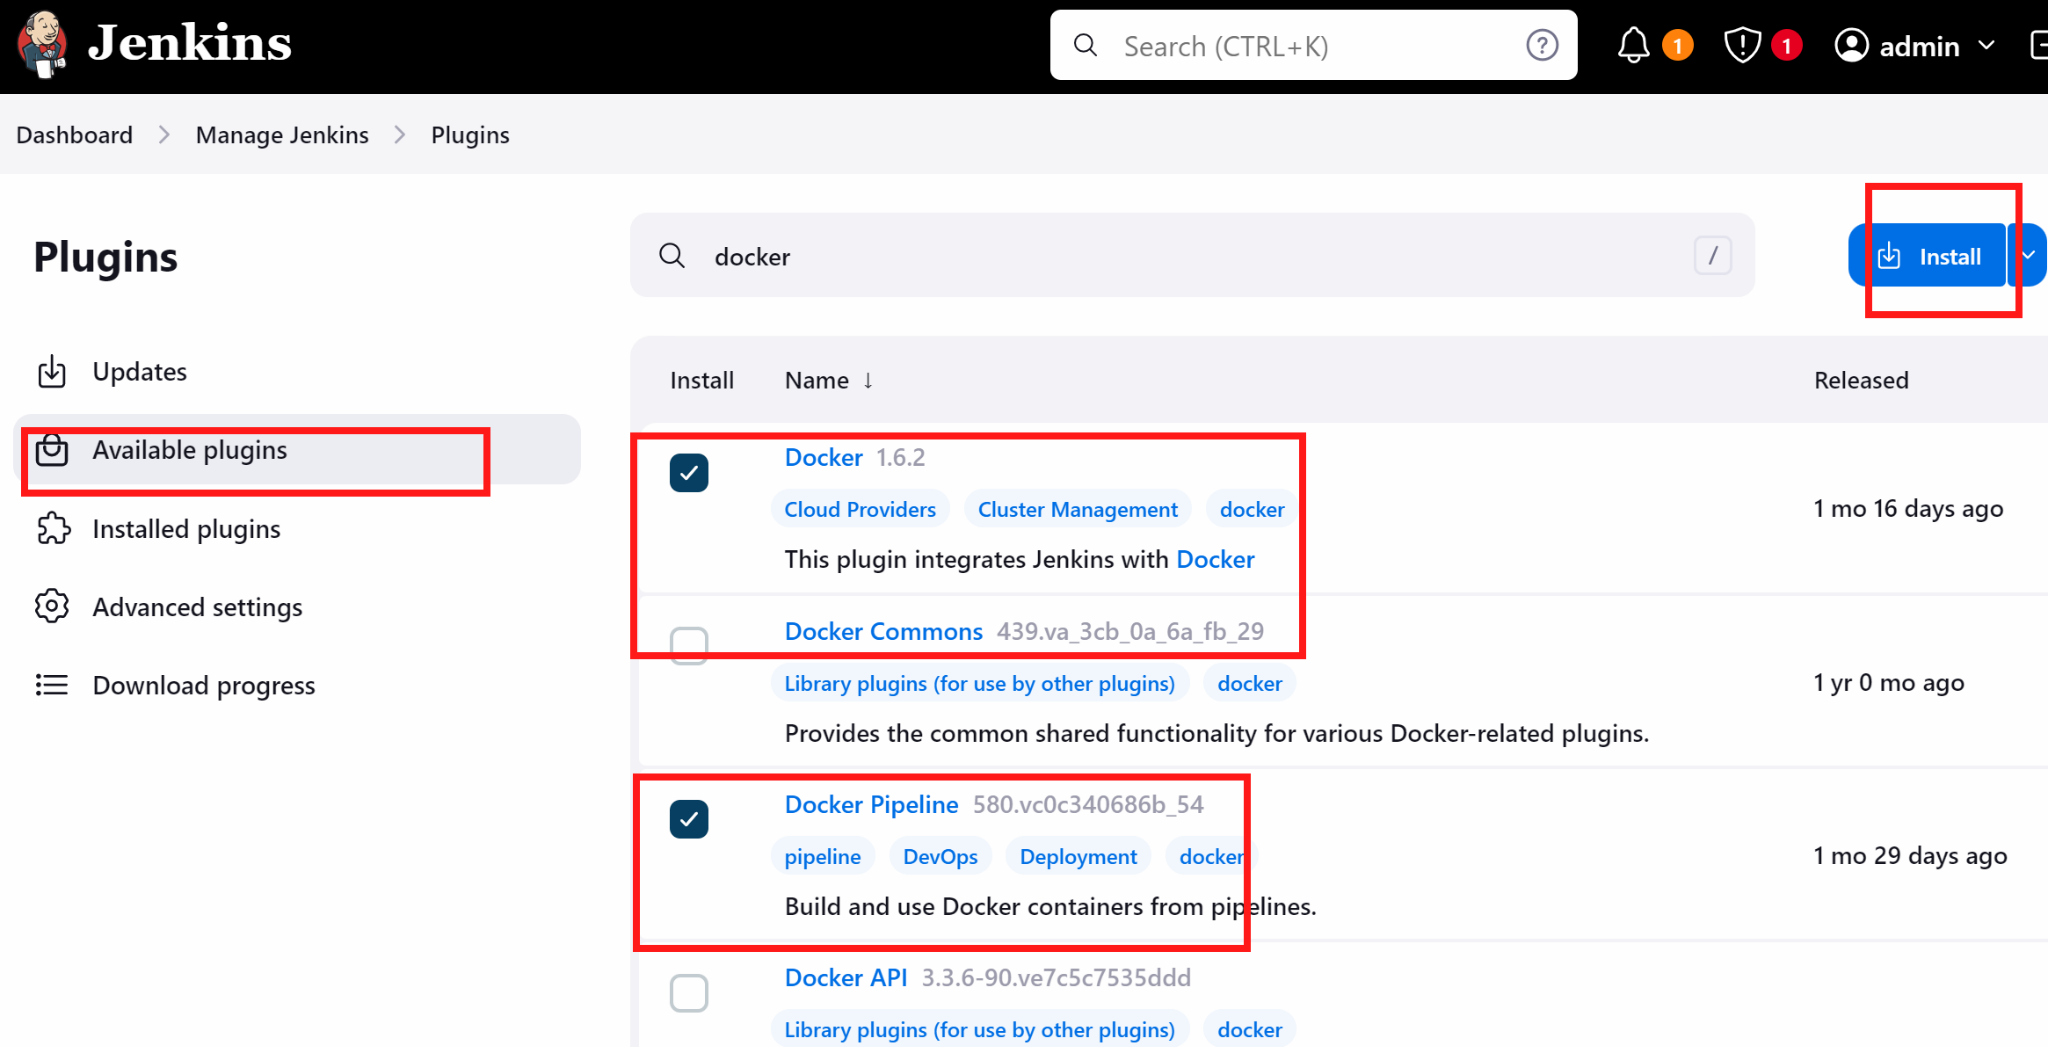 Jenkins
Search (CTRL+K)
?
1
1
admin
Dashboard > Manage Jenkins > Plugins
Plugins
docker
/
Install
Updates
Available plugins
Installed plugins
Advanced settings
Download progress
Install Name ↓ Released
Docker 1.6.2
Cloud Providers Cluster Management docker
This plugin integrates Jenkins with Docker
1 mo 16 days ago
Docker Commons 439.va_3cb_0a_6a_fb_29
Library plugins (for use by other plugins) docker
Provides the common shared functionality for various Docker-related plugins.
1 yr 0 mo ago
Docker Pipeline 580.vc0c340686b_54
pipeline DevOps Deployment docker
Build and use Docker containers from pipelines.
1 mo 29 days ago
Docker API 3.3.6-90.ve7c5c7535ddd
Library plugins (for use by other plugins) docker